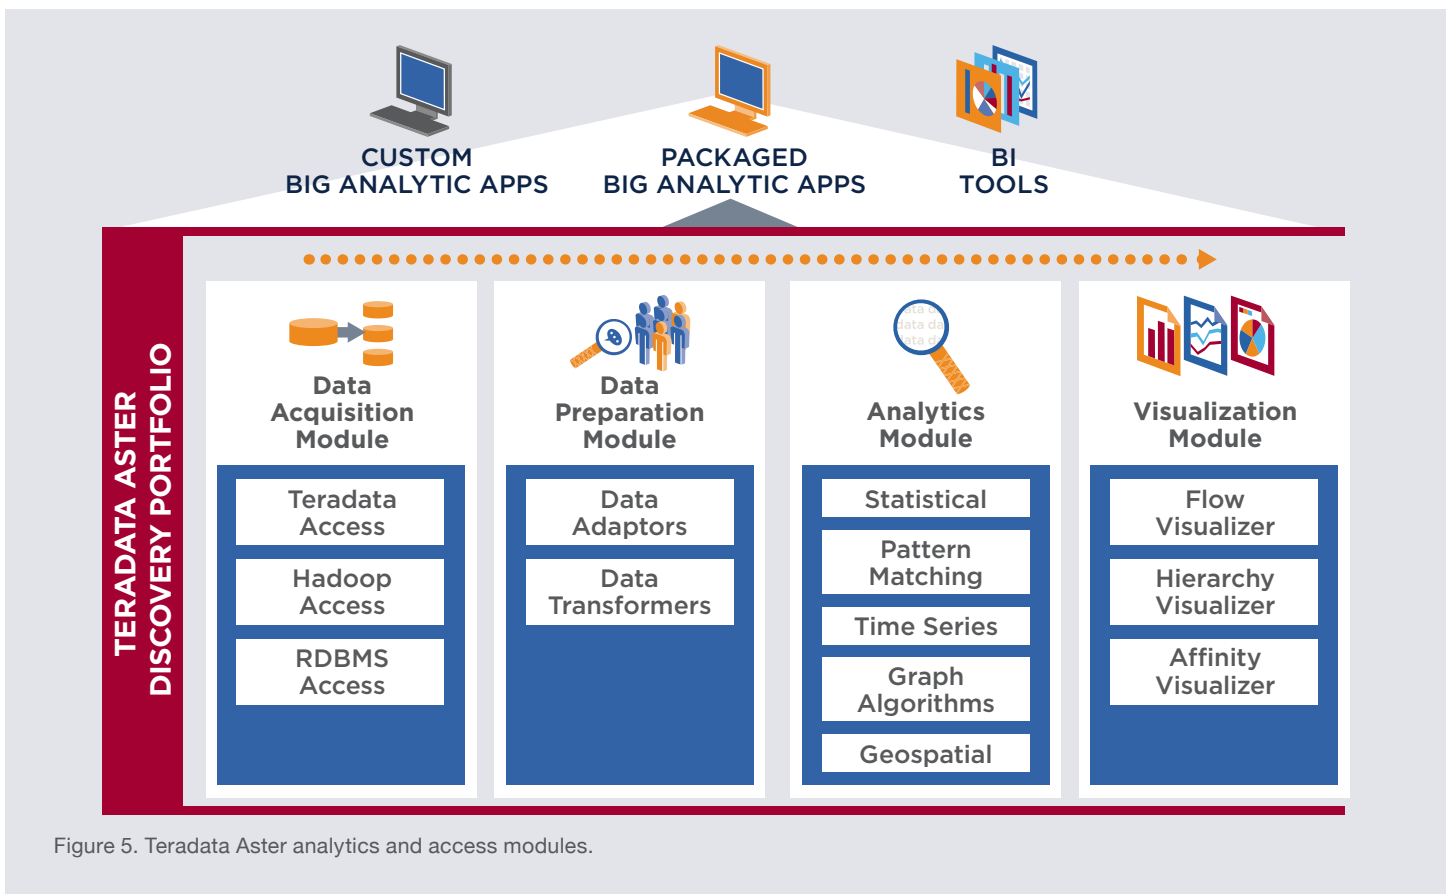 CUSTOM
BIG ANALYTIC APPS
PACKAGED
BIG ANALYTIC APPS
BI
TOOLS
TERADATA ASTER
DISCOVERY PORTFOLIO
Data
Acquisition
Module
Teradata
Access
Hadoop
Access
RDBMS
Access
Data
Preparation
Module
Data
Adaptors
Data
Transformers
Analytics
Module
Statistical
Pattern
Matching
Time Series
Graph
Algorithms
Geospatial
Visualization
Module
Flow
Visualizer
Hierarchy
Visualizer
Affinity
Visualizer
Figure 5. Teradata Aster analytics and access modules.